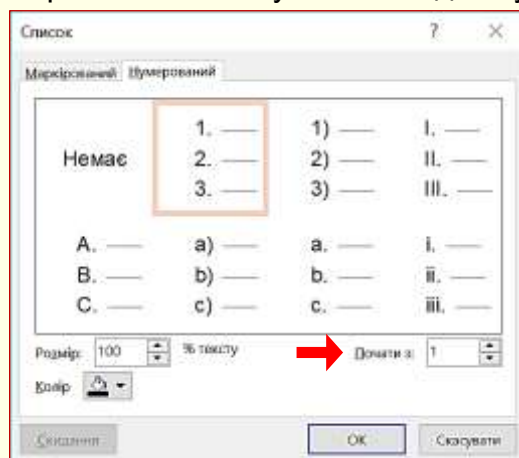 Список ? ×
Маркірований Нумерований
Немає
1.
2.
3.
1)
2)
3)
I.
II.
III.
A.
B.
C.
a)
b)
c)
a.
b.
c.
i.
ii.
iii.
Розмір: 100 % тексту Почати з: 1
Колір
Скидання ОК Скасувати